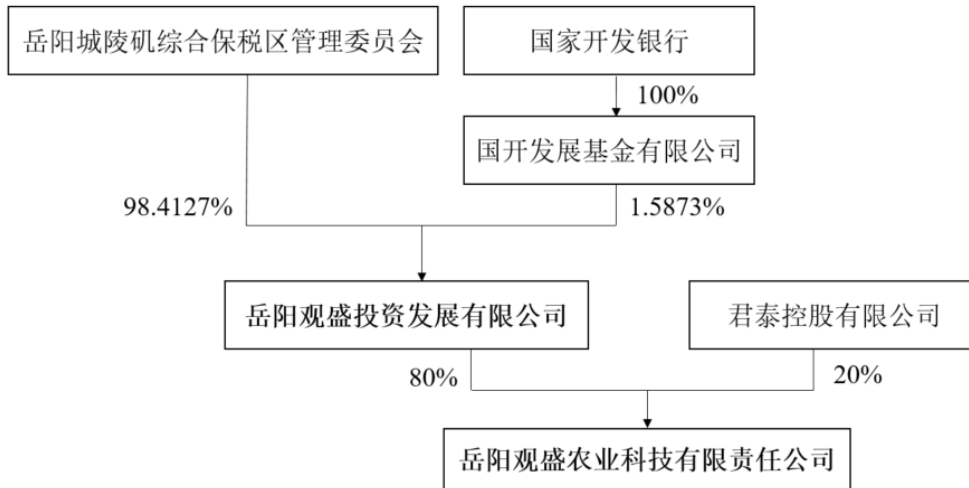 岳阳城陵矶综合保税区管理委员会
国家开发银行
100%
国开发展基金有限公司
98.4127%
1.5873%
岳阳观盛投资发展有限公司
君泰控股有限公司
80%
20%
岳阳观盛农业科技有限责任公司